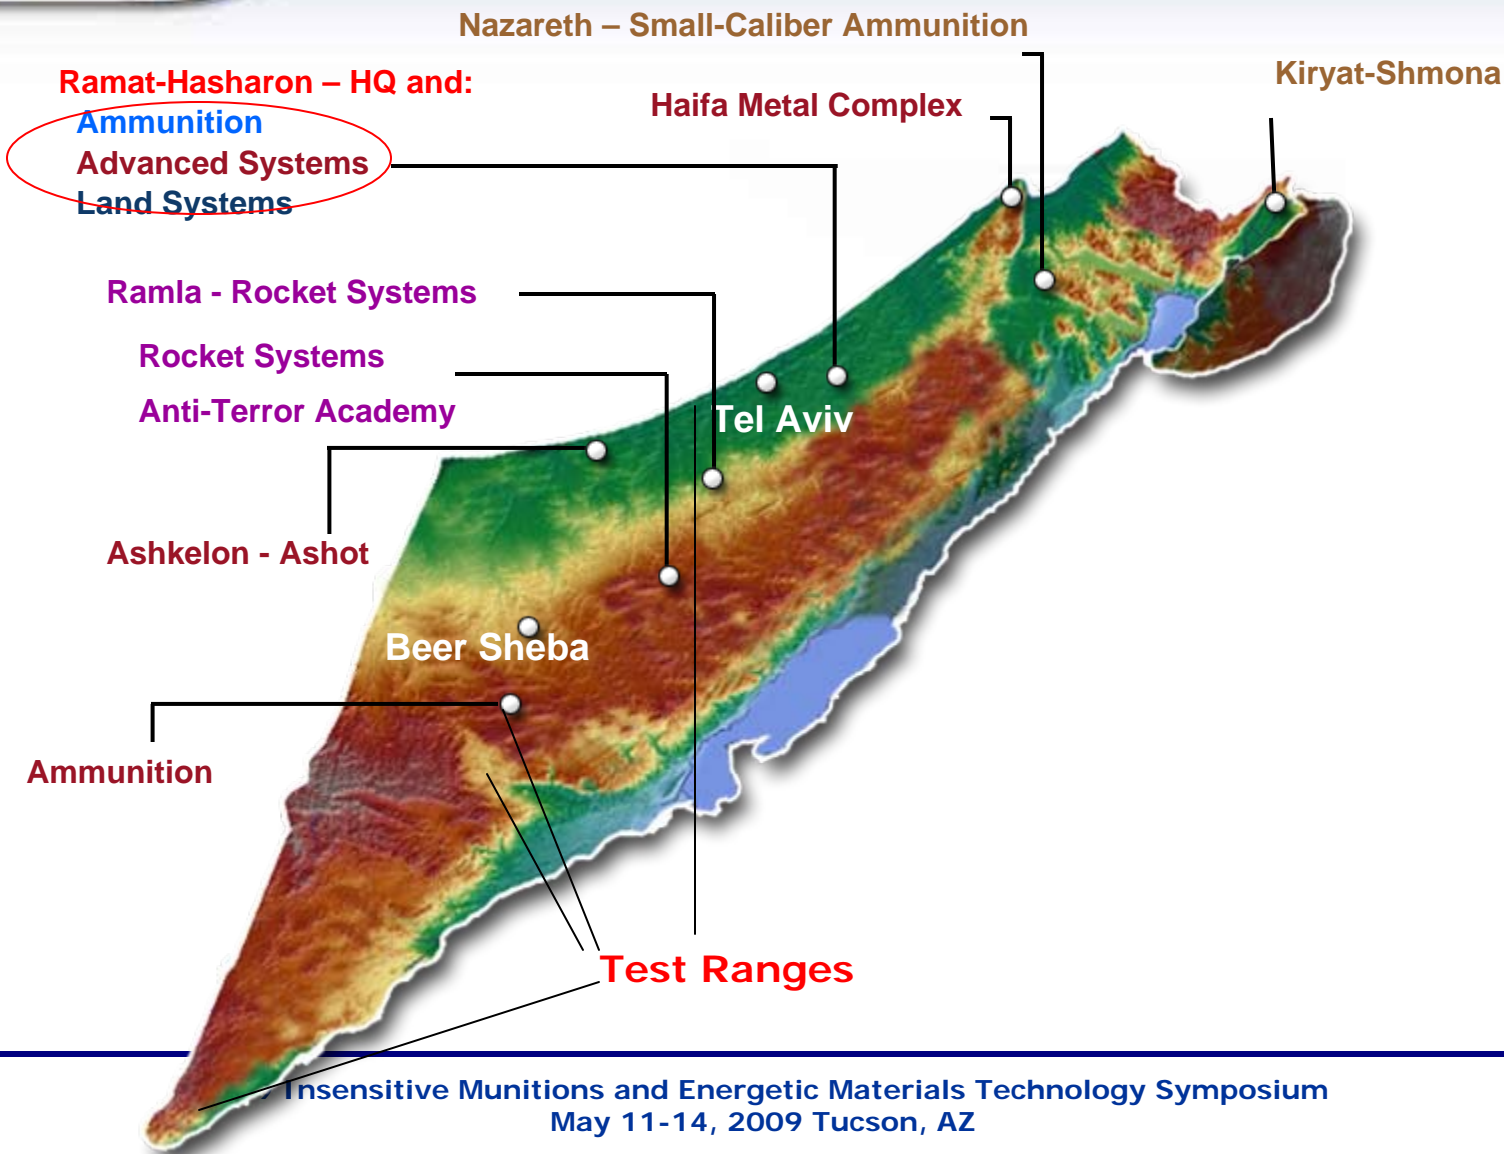 Nazareth – Small-Caliber Ammunition
Ramat-Hasharon – HQ and:
Ammunition
Advanced Systems
Land Systems
Haifa Metal Complex
Kiryat-Shmona
Ramla - Rocket Systems
Rocket Systems
Anti-Terror Academy
Tel Aviv
Ashkelon - Ashot
Beer Sheba
Ammunition
Test Ranges
Insensitive Munitions and Energetic Materials Technology Symposium
May 11-14, 2009 Tucson, AZ